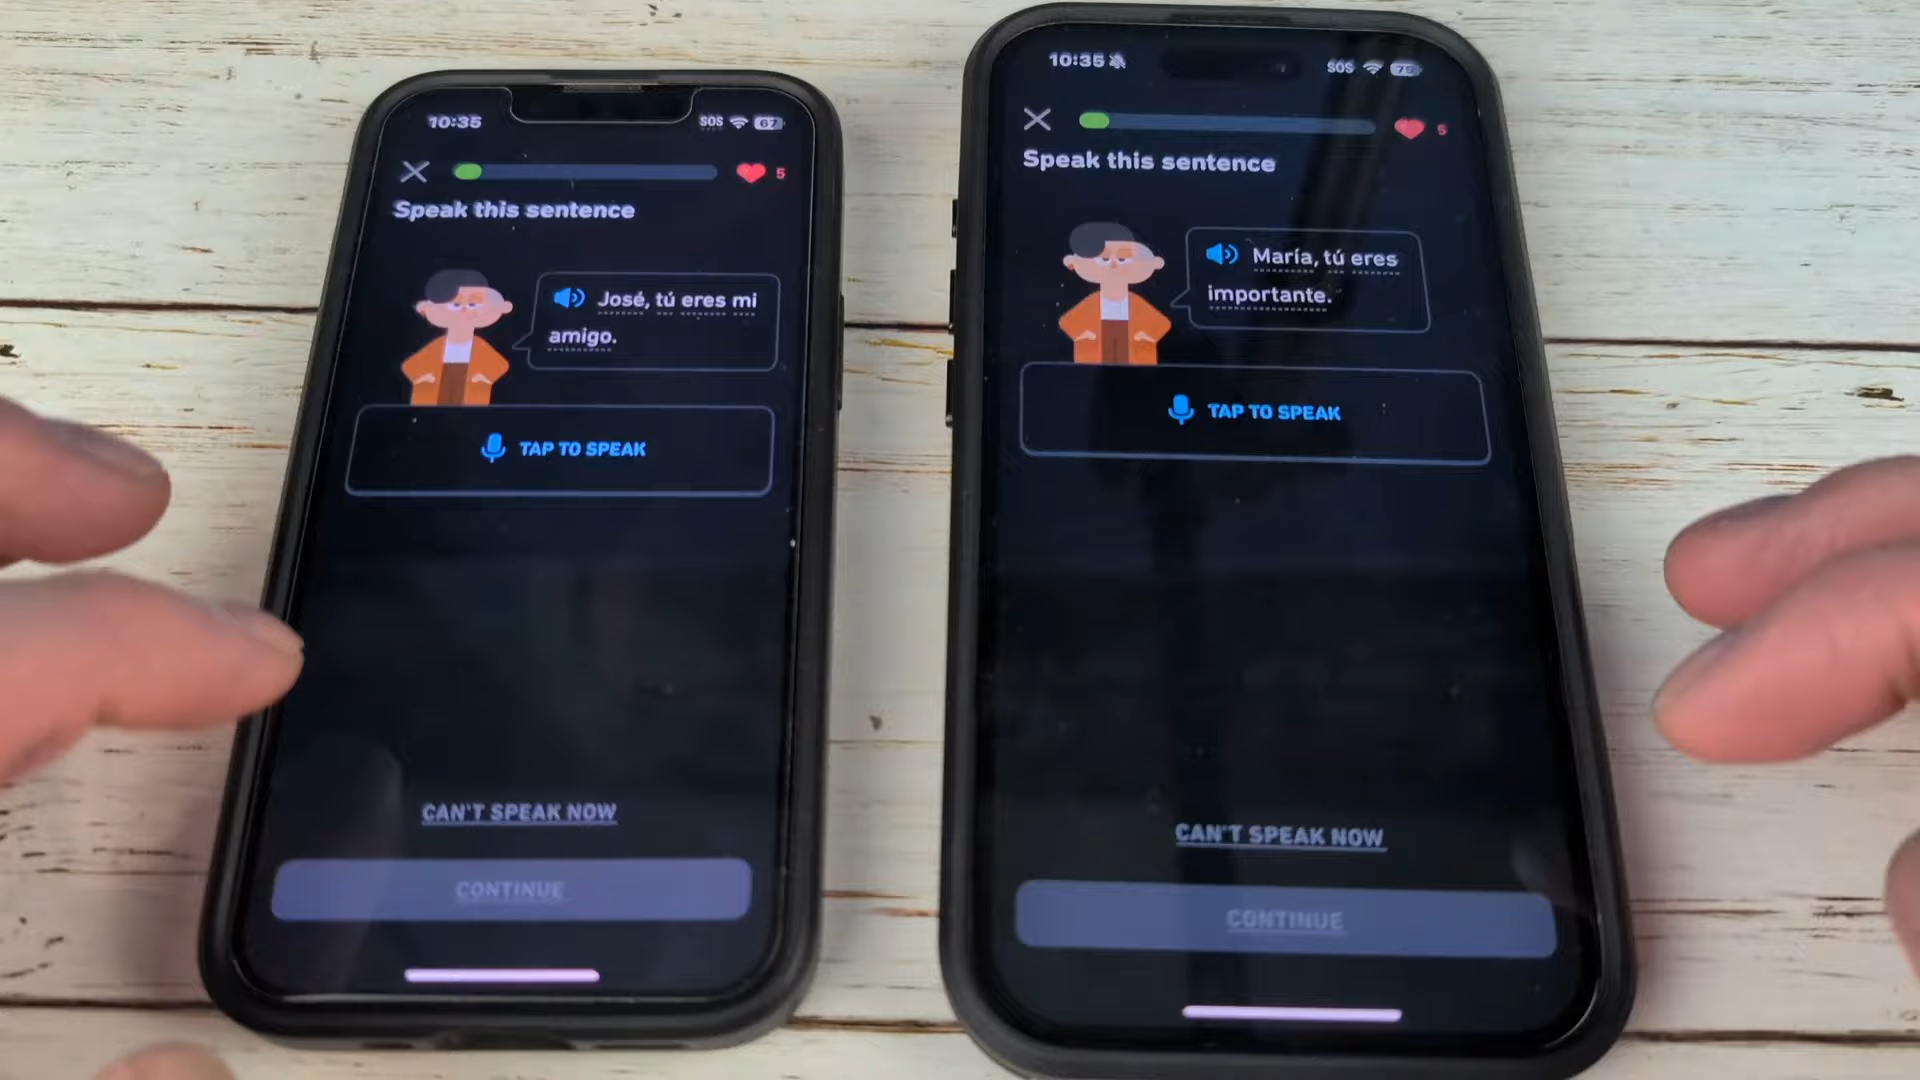 10:35
SOS 67
5
Speak this sentence
José, tú eres mi
amigo.
TAP TO SPEAK
CAN'T SPEAK NOW
CONTINUE
10:35
SOS 75
5
Speak this sentence
María, tú eres
importante.
TAP TO SPEAK
CAN'T SPEAK NOW
CONTINUE